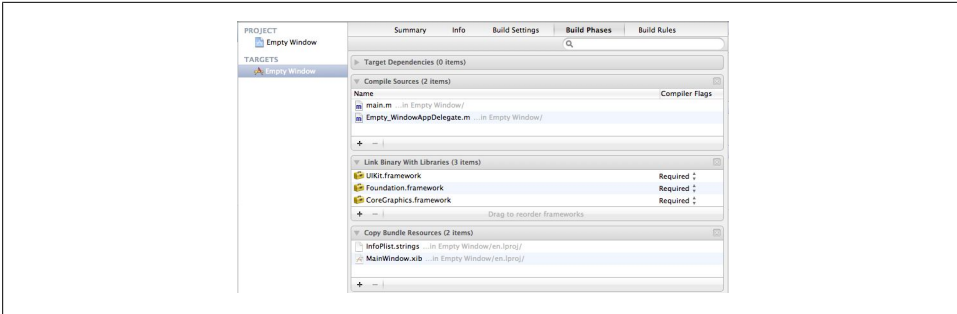 PROJECT
Empty Window
TARGETS
Empty Window
Summary Info Build Settings Build Phases Build Rules
Target Dependencies (0 items)
Compile Sources (2 items)
Name Compiler Flags
main.m ...in Empty Window/
Empty_WindowAppDelegate.m ...in Empty Window/
+ −
Link Binary With Libraries (3 items)
UIKit.framework Required
Foundation.framework Required
CoreGraphics.framework Required
+ − Drag to reorder frameworks
Copy Bundle Resources (2 items)
InfoPlist.strings ...in Empty Window/en.lproj/
MainWindow.xib ...in Empty Window/en.lproj/
+ −